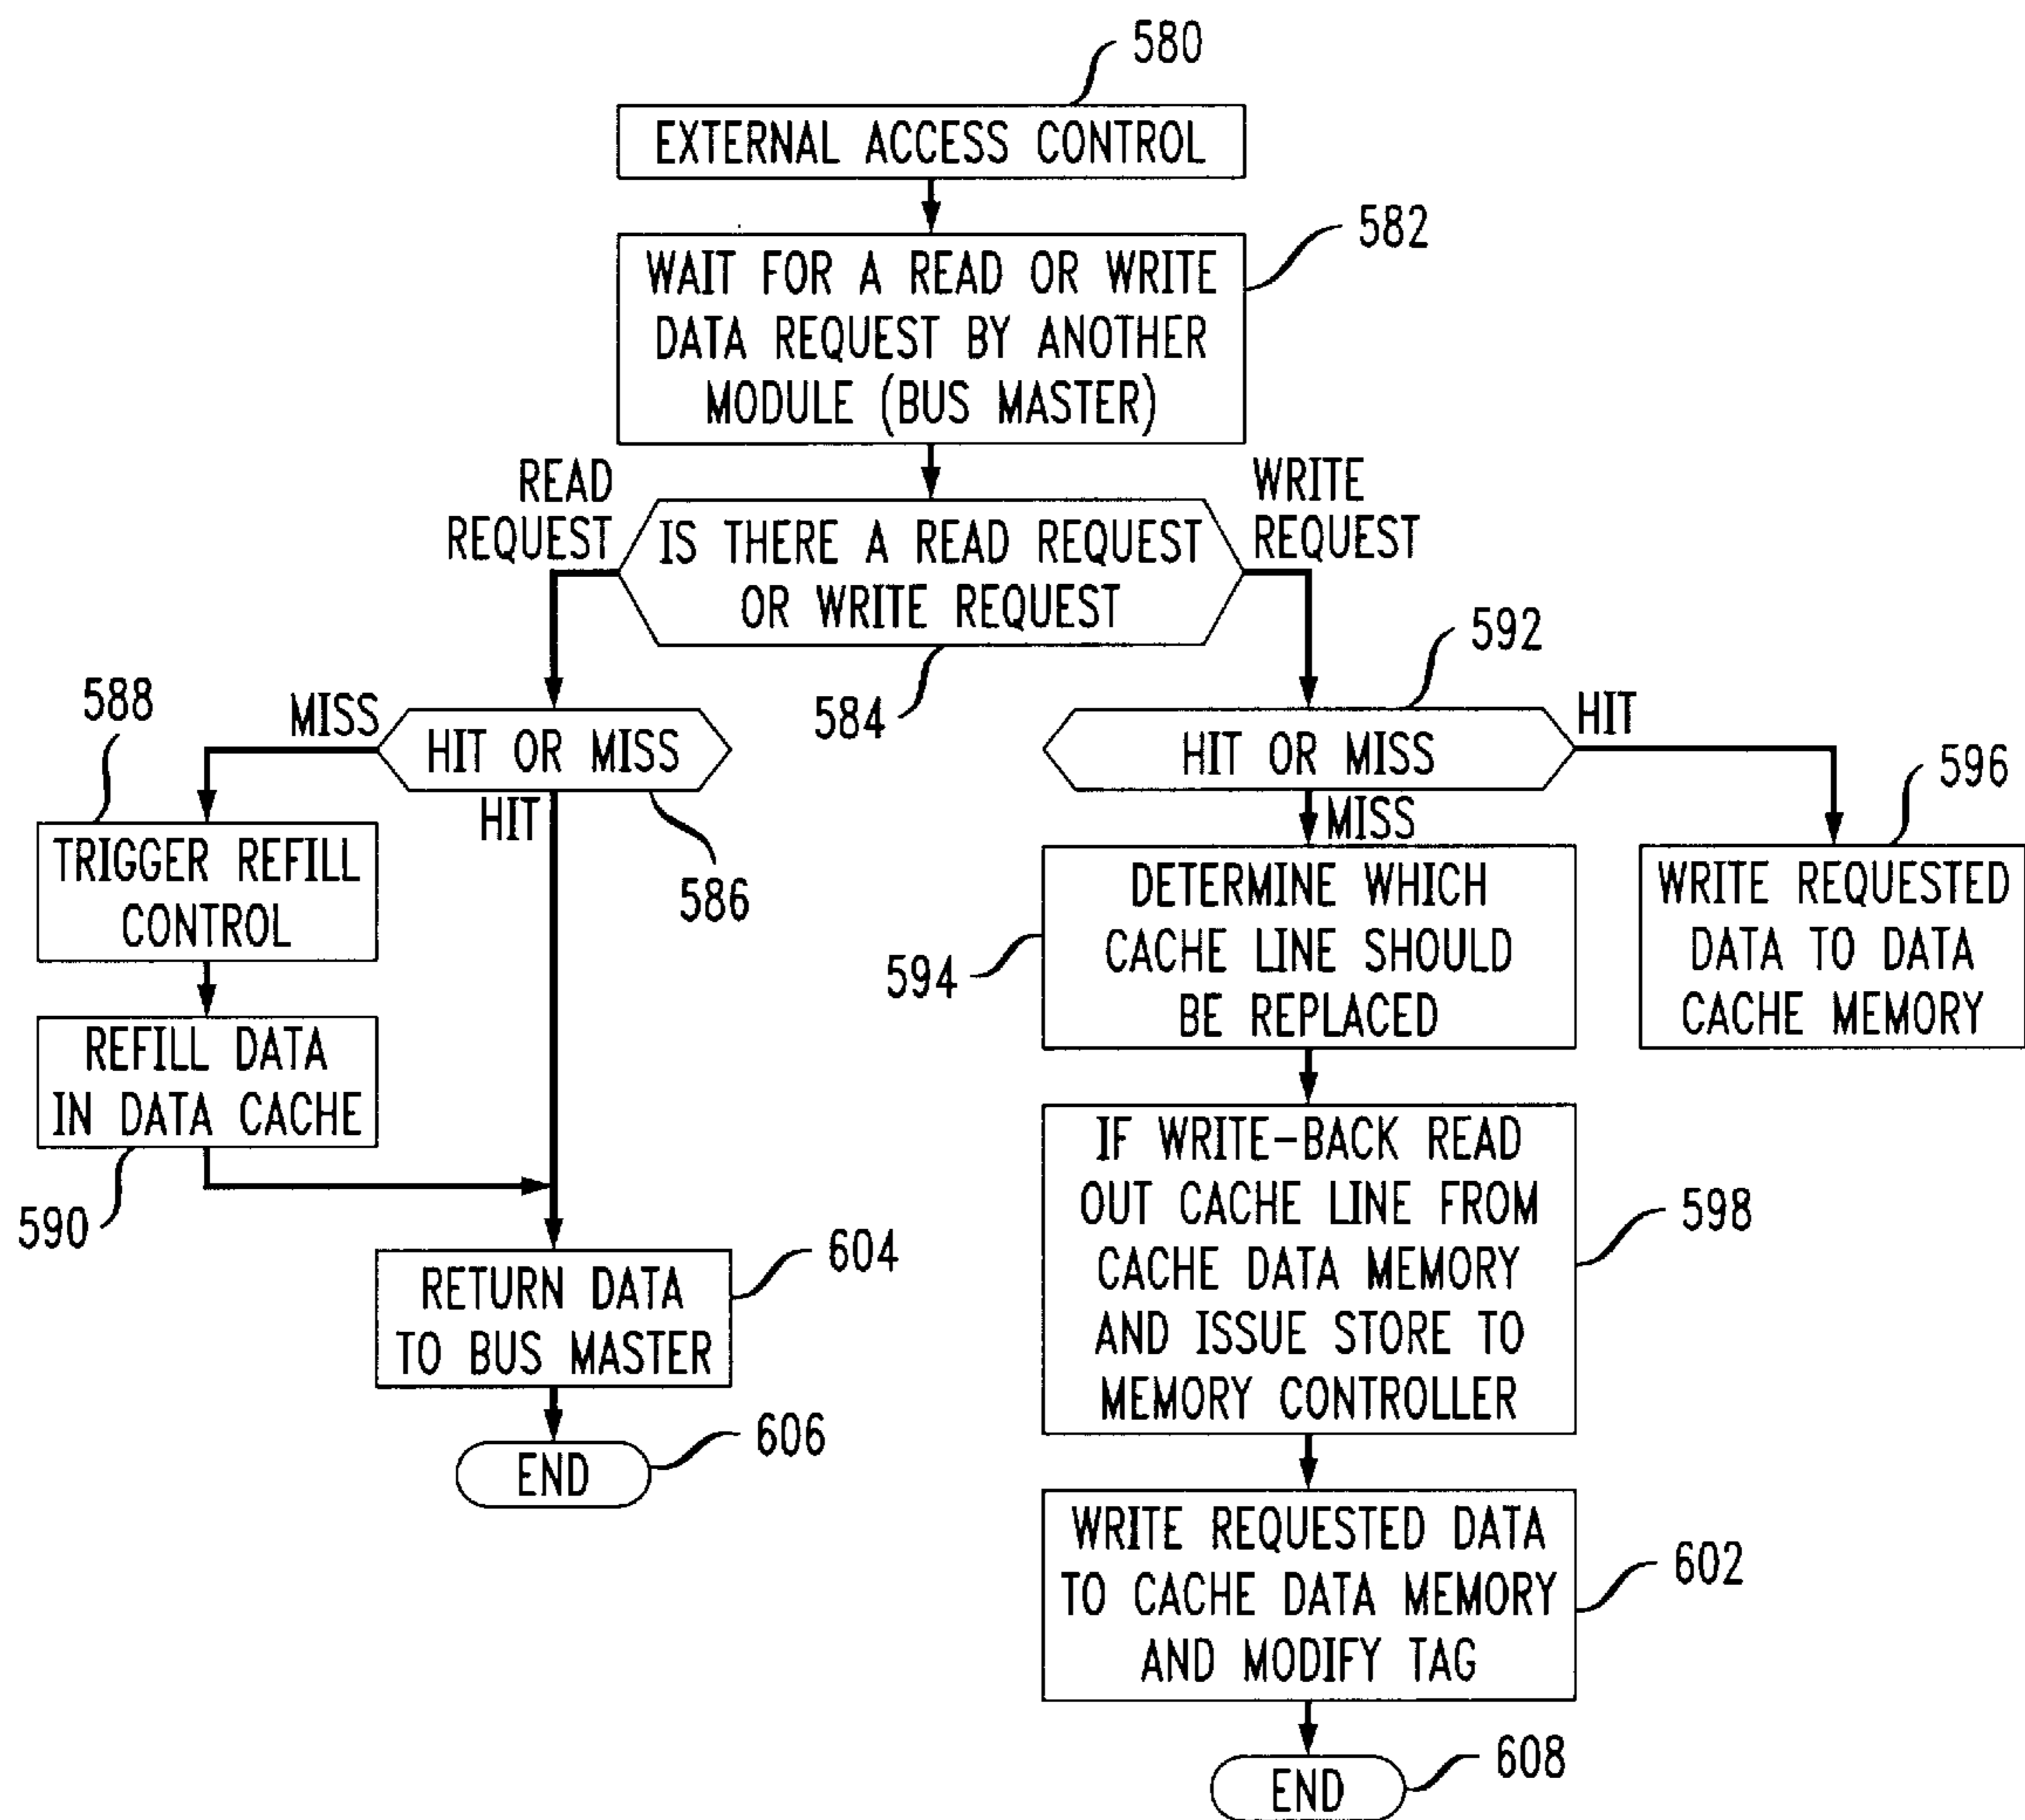 580
EXTERNAL ACCESS CONTROL
582
WAIT FOR A READ OR WRITE
DATA REQUEST BY ANOTHER
MODULE (BUS MASTER)
READ
REQUEST
WRITE
REQUEST
IS THERE A READ REQUEST
OR WRITE REQUEST
584
588
MISS
HIT OR MISS
HIT
586
592
HIT OR MISS
HIT
MISS
596
TRIGGER REFILL
CONTROL
REFILL DATA
IN DATA CACHE
590
604
RETURN DATA
TO BUS MASTER
END
606
DETERMINE WHICH
CACHE LINE SHOULD
BE REPLACED
594
WRITE REQUESTED
DATA TO DATA
CACHE MEMORY
IF WRITE-BACK READ
OUT CACHE LINE FROM
CACHE DATA MEMORY
AND ISSUE STORE TO
MEMORY CONTROLLER
598
WRITE REQUESTED DATA
TO CACHE DATA MEMORY
AND MODIFY TAG
602
END
608